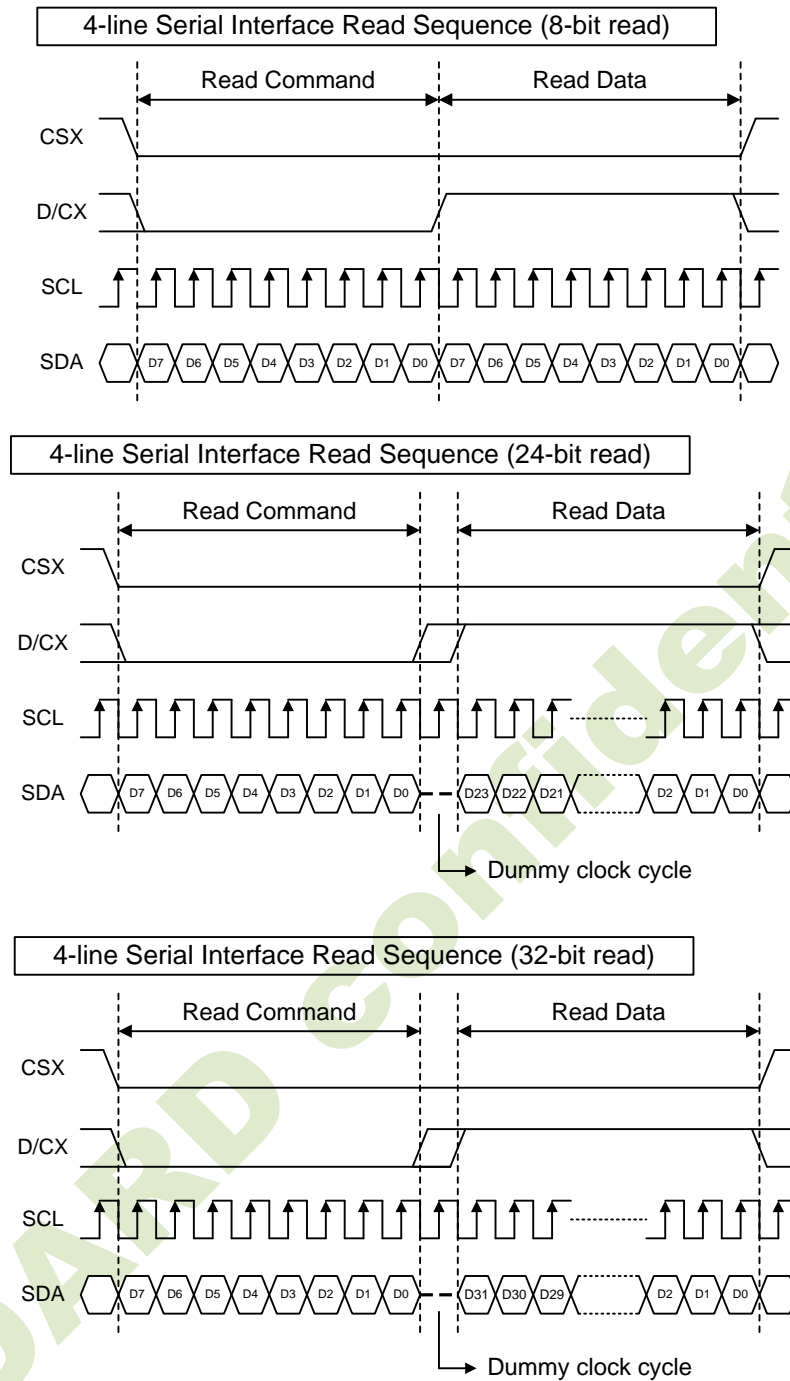 4-line Serial Interface Read Sequence (8-bit read)
Read Command Read Data
CSX
D/CX
SCL
SDA D7 D6 D5 D4 D3 D2 D1 D0 D7 D6 D5 D4 D3 D2 D1 D0
4-line Serial Interface Read Sequence (24-bit read)
Read Command Read Data
CSX
D/CX
SCL
SDA D7 D6 D5 D4 D3 D2 D1 D0 D23 D22 D21 D2 D1 D0
Dummy clock cycle
4-line Serial Interface Read Sequence (32-bit read)
Read Command Read Data
CSX
D/CX
SCL
SDA D7 D6 D5 D4 D3 D2 D1 D0 D31 D30 D29 D2 D1 D0
Dummy clock cycle